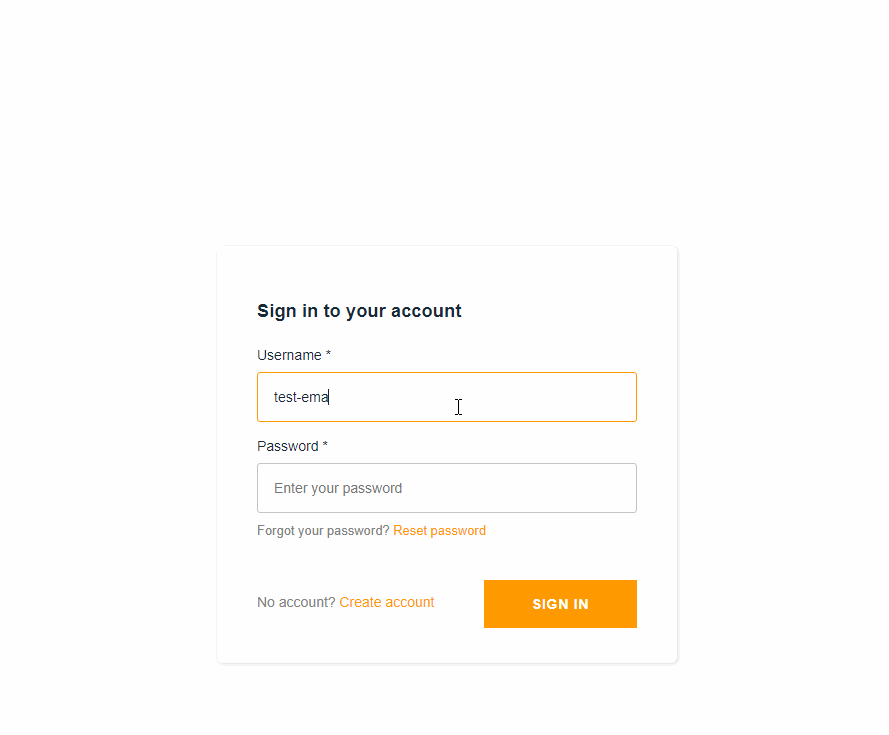 Sign in to your account
Username *
test-ema
Password *
Enter your password
Forgot your password? Reset password
No account? Create account
SIGN IN